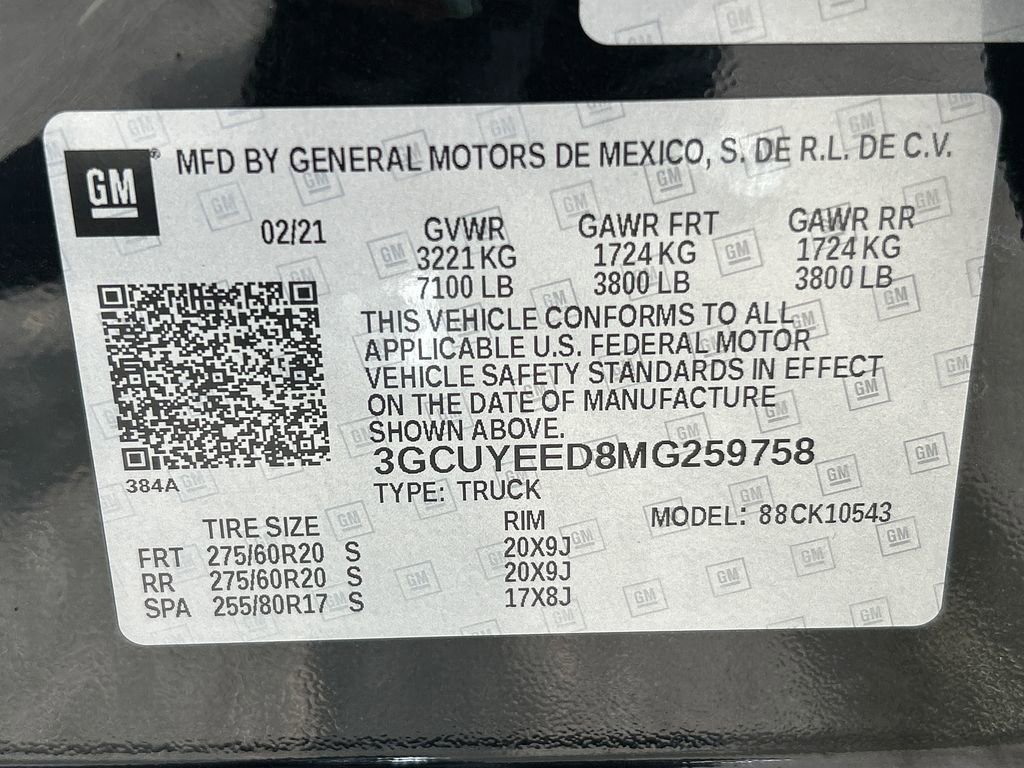 GM® MFD BY GENERAL MOTORS DE MEXICO, S. DE R.L. DE C.V.
02/21 GVWR GAWR FRT GAWR RR
3221 KG 1724 KG 1724 KG
7100 LB 3800 LB 3800 LB
THIS VEHICLE CONFORMS TO ALL
APPLICABLE U.S. FEDERAL MOTOR
VEHICLE SAFETY STANDARDS IN EFFECT
ON THE DATE OF MANUFACTURE
SHOWN ABOVE.
3GCUYEED8MG259758
384A
TYPE: TRUCK
TIRE SIZE RIM MODEL: 88CK10543
FRT 275/60R20 S 20X9J
RR 275/60R20 S 20X9J
SPA 255/80R17 S 17X8J